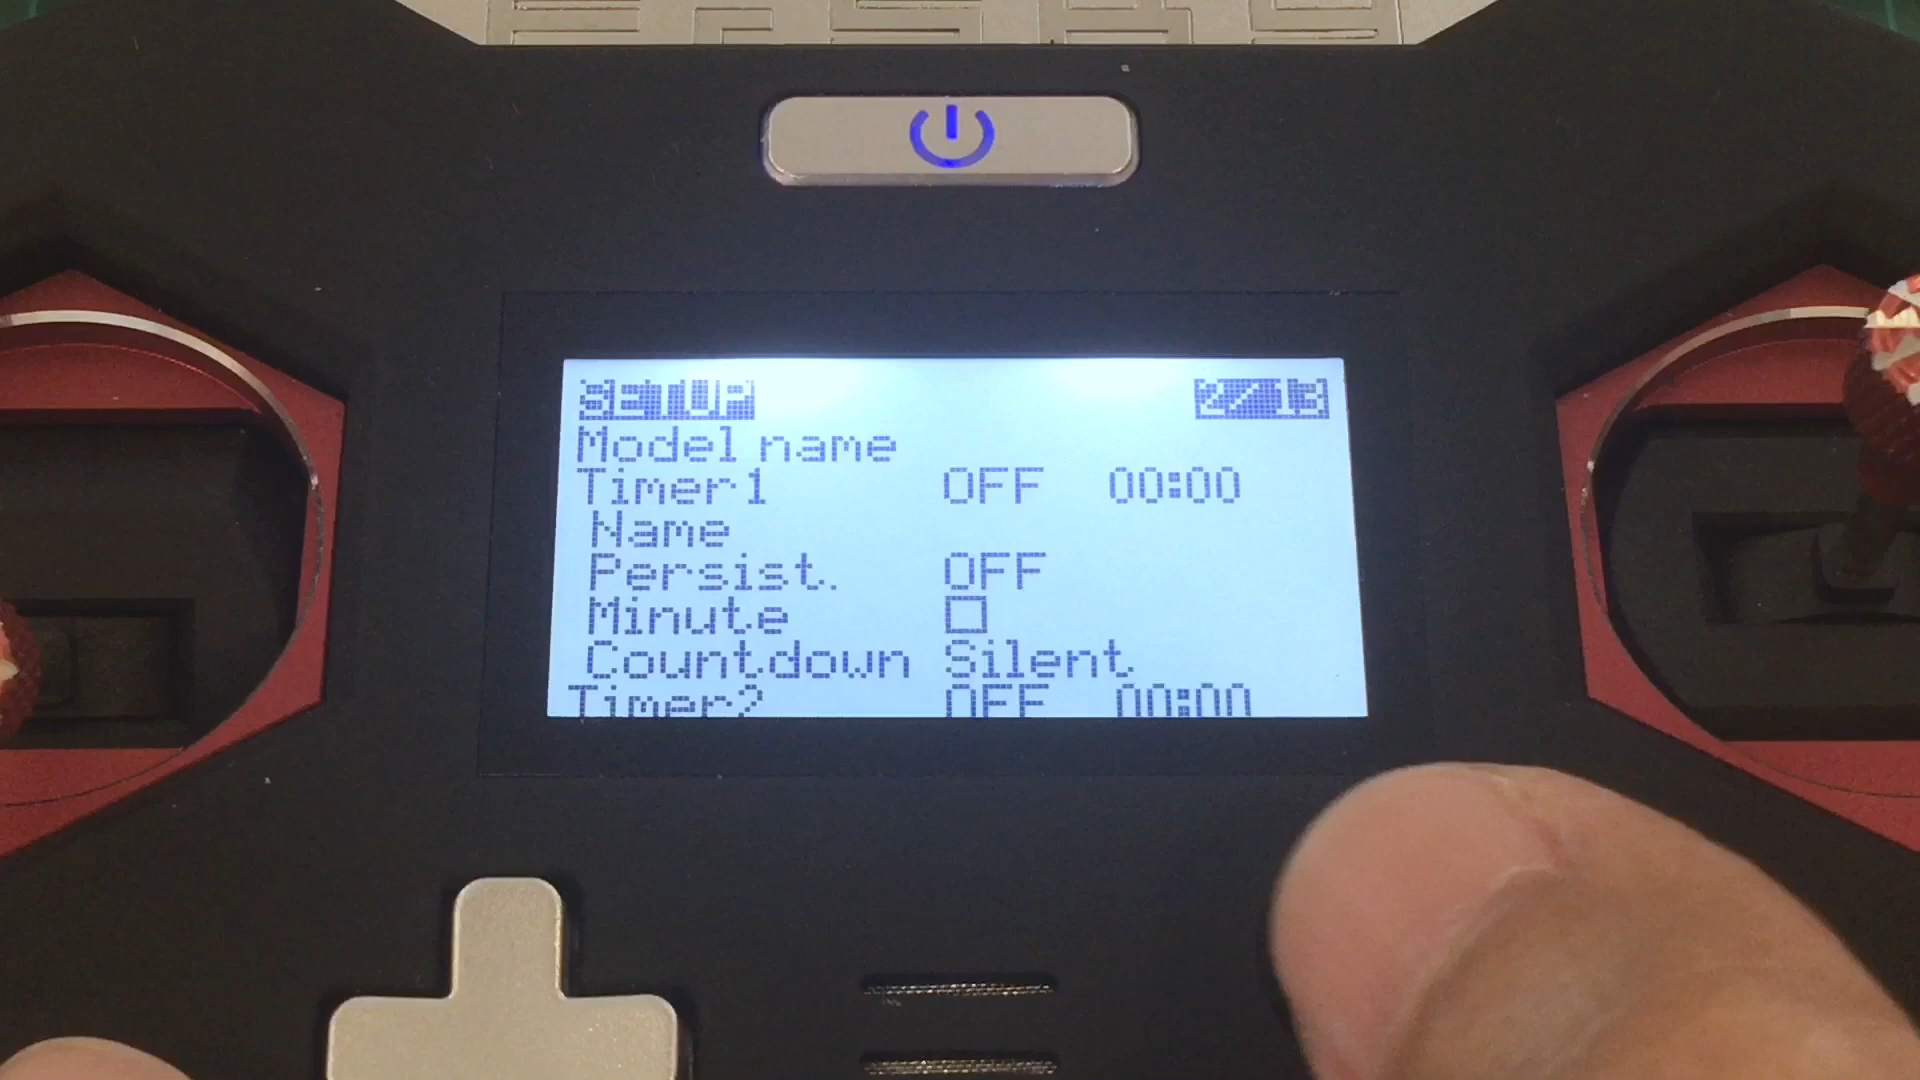 SETUP 2/13
Model name
Timer1 OFF 00:00
Name
Persist. OFF
Minute
Countdown Silent
Timer2 OFF 00:00